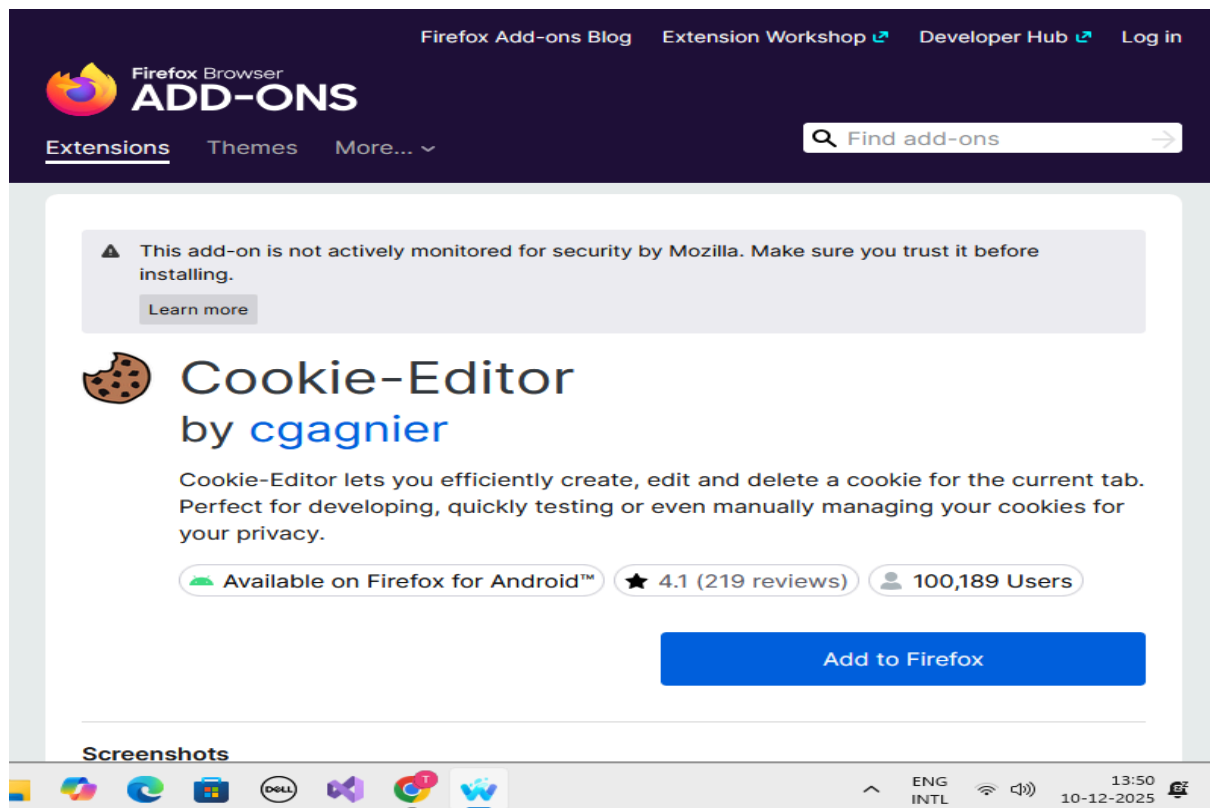 Firefox Add-ons Blog Extension Workshop Developer Hub Log in
Firefox Browser
ADD-ONS
Extensions Themes More...
Find add-ons
This add-on is not actively monitored for security by Mozilla. Make sure you trust it before
installing.
Learn more
Cookie-Editor
by cgagnier
Cookie-Editor lets you efficiently create, edit and delete a cookie for the current tab.
Perfect for developing, quickly testing or even manually managing your cookies for
your privacy.
Available on Firefox for Android™ 4.1 (219 reviews) 100,189 Users
Add to Firefox
Screenshots
DELL
T
ENG
INTL
13:50
10-12-2025